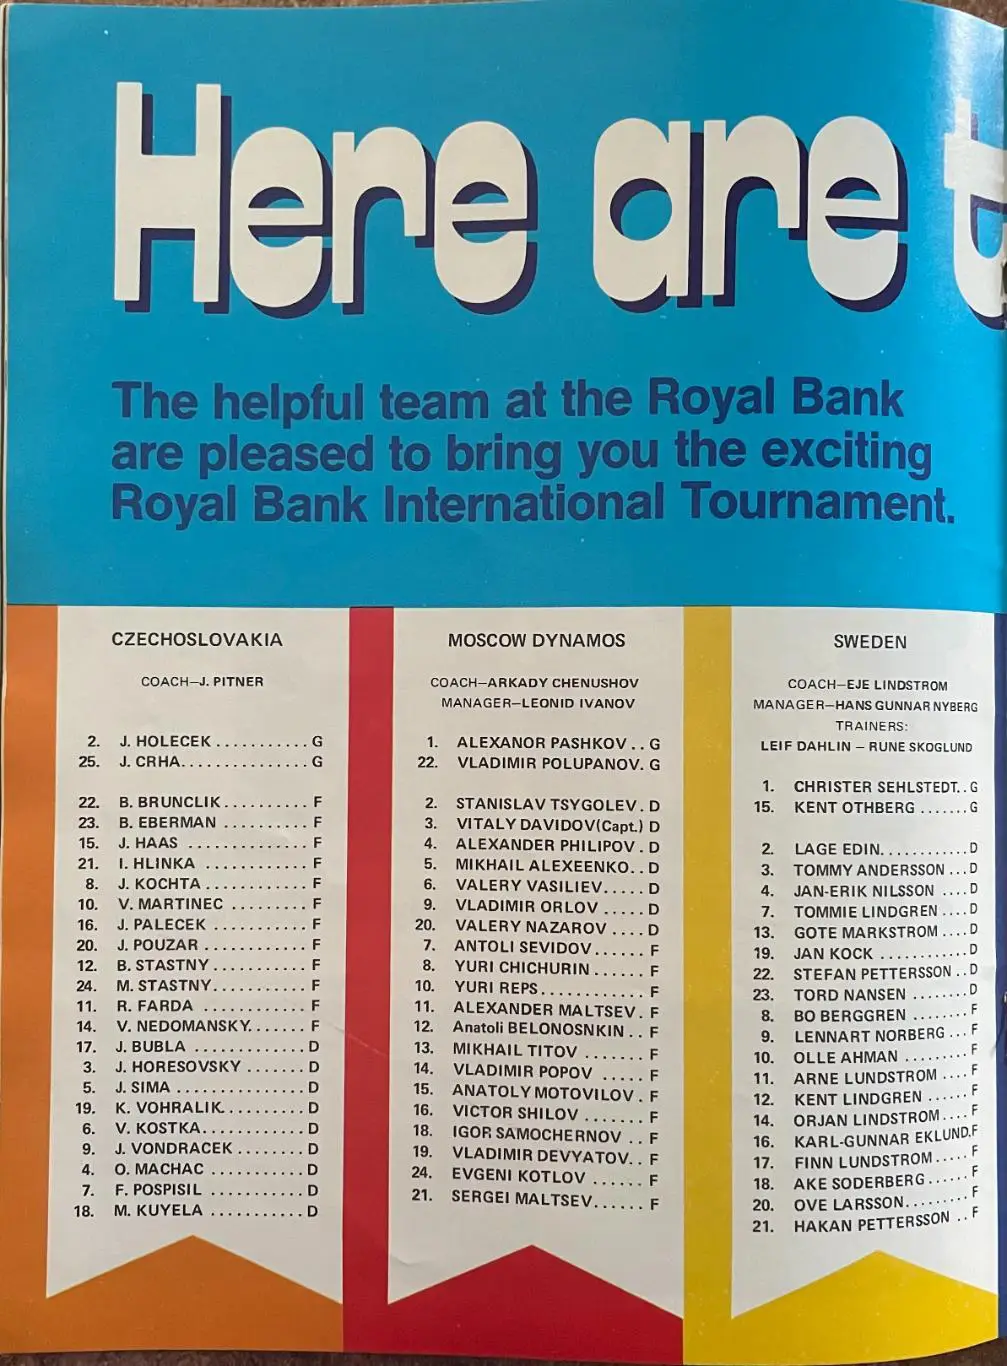 Here are t
The helpful team at the Royal Bank
are pleased to bring you the exciting
Royal Bank International Tournament.
CZECHOSLOVAKIA
COACH—J. PITNER
2. J. HOLECEK...........G
25. J. CRHA...............G
22. B. BRUNCLIK..........F
23. B. EBERMAN ..........F
15. J. HAAS ..............F
21. I. HLINKA .............F
8. J. KOCHTA............F
10. V. MARTINEC .........F
16. J. PALECEK ...........F
20. J. POUZAR ............F
12. B. STASTNY...........F
24. M. STASTNY...........F
11. R. FARDA ............F
14. V. NEDOMANSKY.......F
17. J. BUBLA .............D
3. J. HORESOVSKY .......D
5. J. SIMA ...............D
19. K. VOHRALIK..........D
6. V. KOSTKA............D
9. J. VONDRACEK........D
4. O. MACHAC ...........D
7. F. POSPISIL ...........D
18. M. KUYELA ...........D
MOSCOW DYNAMOS
COACH—ARKADY CHENUSHOV
MANAGER—LEONID IVANOV
1. ALEXANOR PASHKOV..G
22. VLADIMIR POLUPANOV.G
2. STANISLAV TSYGOLEV.D
3. VITALY DAVIDOV(Capt.) D
4. ALEXANDER PHILIPOV.D
5. MIKHAIL ALEXEENKO..D
6. VALERY VASILIEV.....D
9. VLADIMIR ORLOV .....D
20. VALERY NAZAROV ....D
7. ANTOLI SEVIDOV......F
8. YURI CHICHURIN......F
10. YURI REPS............F
11. ALEXANDER MALTSEV.F
12. Anatoli BELONOSNKIN..F
13. MIKHAIL TITOV .......F
14. VLADIMIR POPOV .....F
15. ANATOLY MOTOVILOV.F
16. VICTOR SHILOV .......F
18. IGOR SAMOCHERNOV ..F
19. VLADIMIR DEVYATOV..F
24. EVGENI KOTLOV ......F
21. SERGEI MALTSEV......F
SWEDEN
COACH—EJE LINDSTROM
MANAGER—HANS GUNNAR NYBERG
TRAINERS:
LEIF DAHLIN — RUNE SKOGLUND
1. CHRISTER SEHLSTEDT..G
15. KENT OTHBERG .......G
2. LAGE EDIN............D
3. TOMMY ANDERSSON ...D
4. JAN-ERIK NILSSON ....D
7. TOMMIE LINDGREN ....D
13. GOTE MARKSTROM ....D
19. JAN KOCK ............D
22. STEFAN PETTERSSON ..D
23. TORD NANSEN ........D
8. BO BERGGREN ........F
9. LENNART NORBERG ...F
10. OLLE AHMAN .........F
11. ARNE LUNDSTROM ....F
12. KENT LINDGREN ......F
14. ORJAN LINDSTROM....F
16. KARL-GUNNAR EKLUND.F
17. FINN LUNDSTROM.....F
18. AKE SODERBERG......F
20. OVE LARSSON.........F
21. HAKAN PETTERSSON ..F